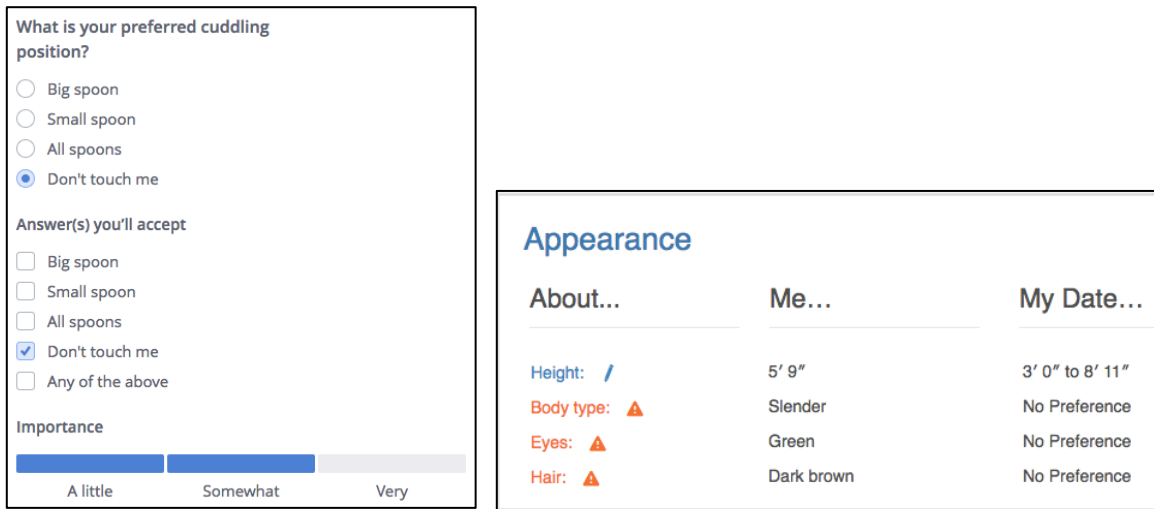 What is your preferred cuddling
position?
Big spoon
Small spoon
All spoons
Don't touch me
Answer(s) you'll accept
Big spoon
Small spoon
All spoons
Don't touch me
Any of the above
Importance
A little Somewhat Very
Appearance
About... Me... My Date...
Height: 5' 9" 3' 0" to 8' 11"
Body type: Slender No Preference
Eyes: Green No Preference
Hair: Dark brown No Preference